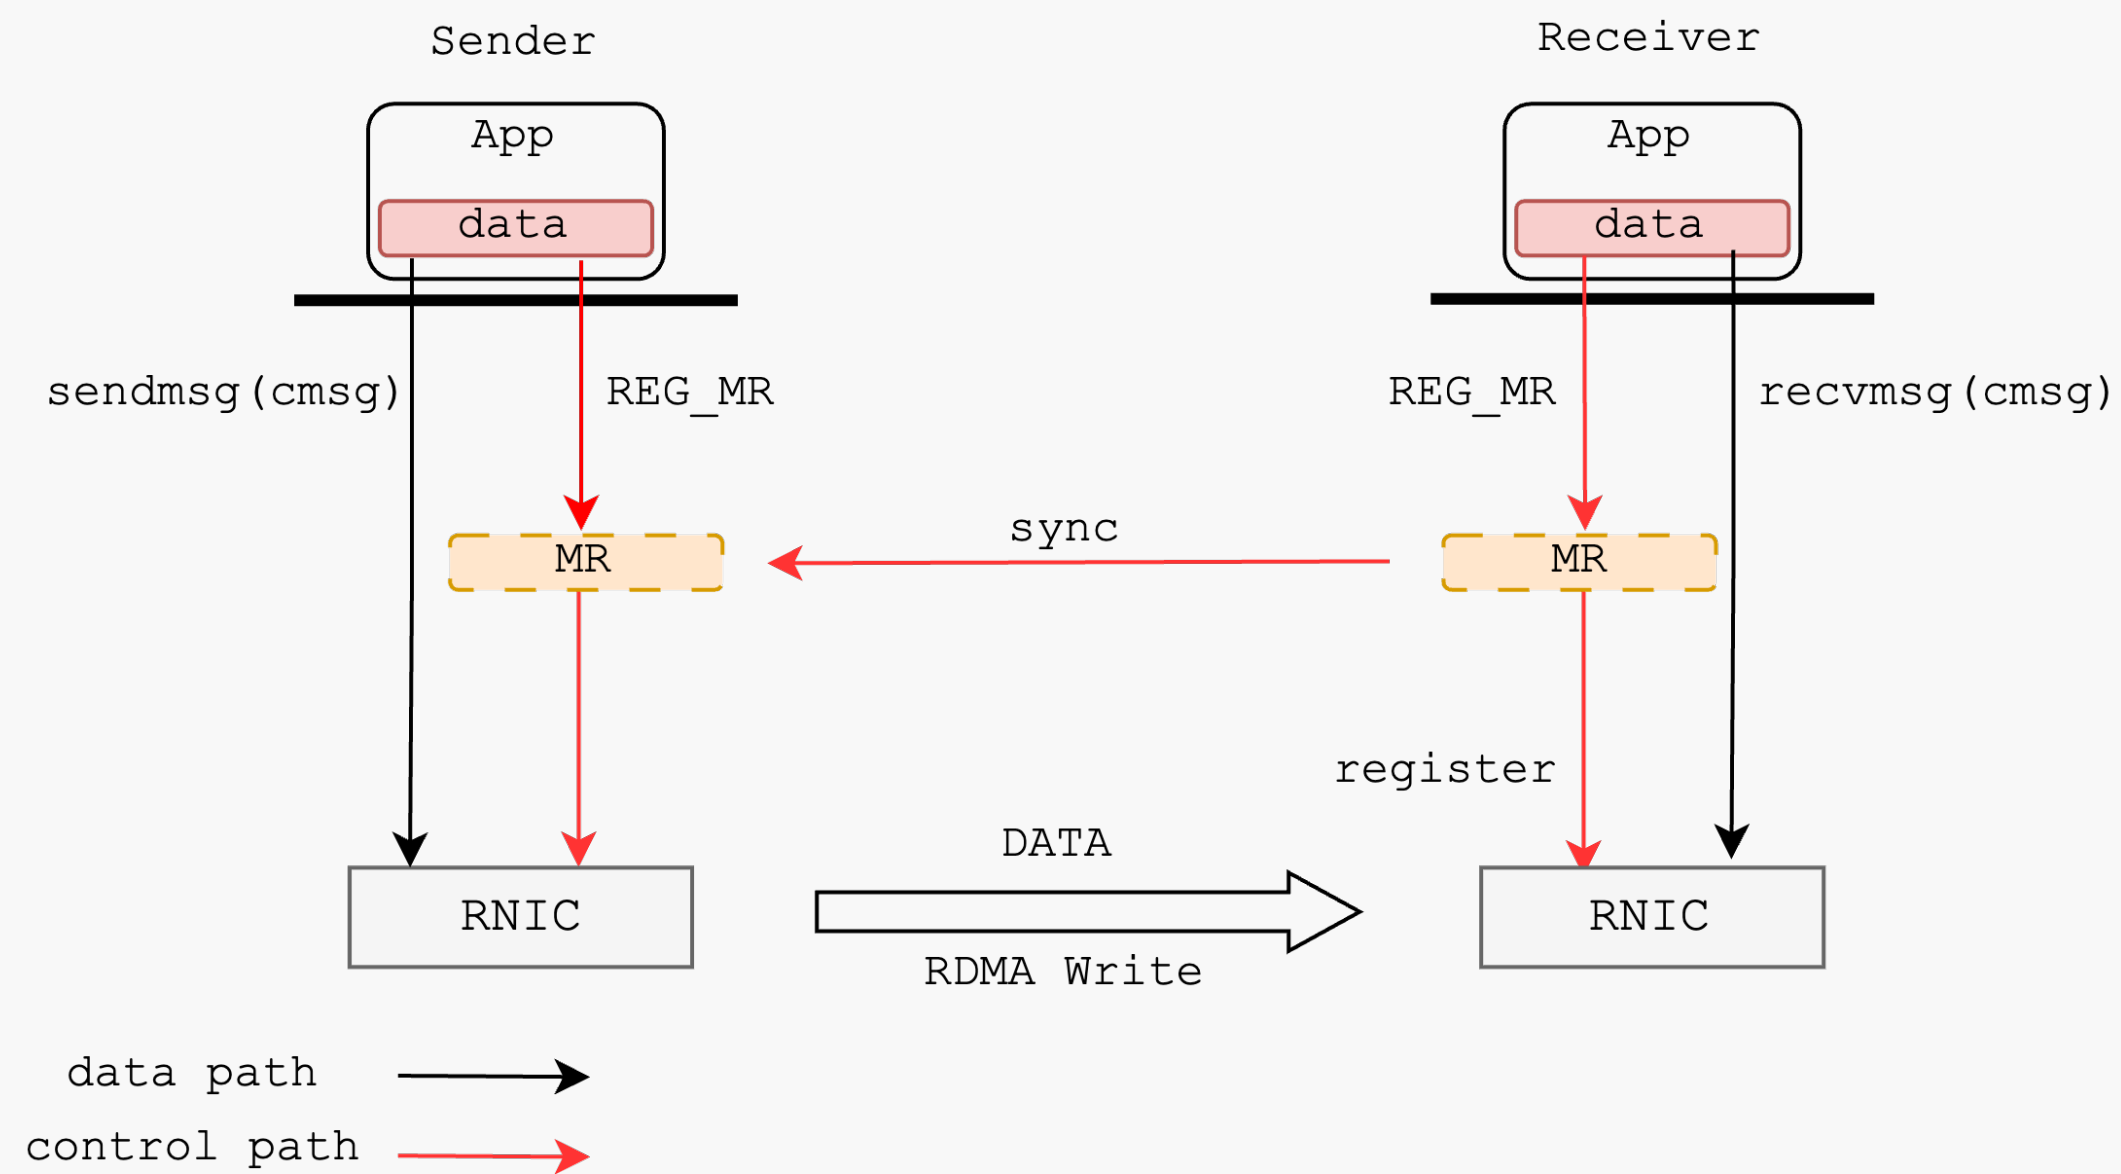 Sender
Receiver
App
App
data
data
sendmsg(cmsg)
REG_MR
REG_MR
recvmsg(cmsg)
sync
MR
MR
register
DATA
RNIC
RNIC
RDMA Write
data path
control path